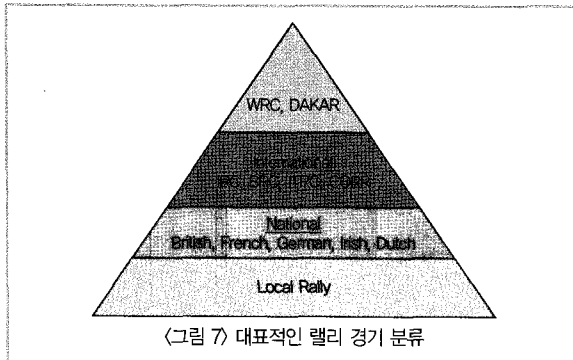 WRC, DAKAR
International
National
British, French, German, Irish, Dutch
Local Rally
〈그림 7〉 대표적인 랠리 경기 분류